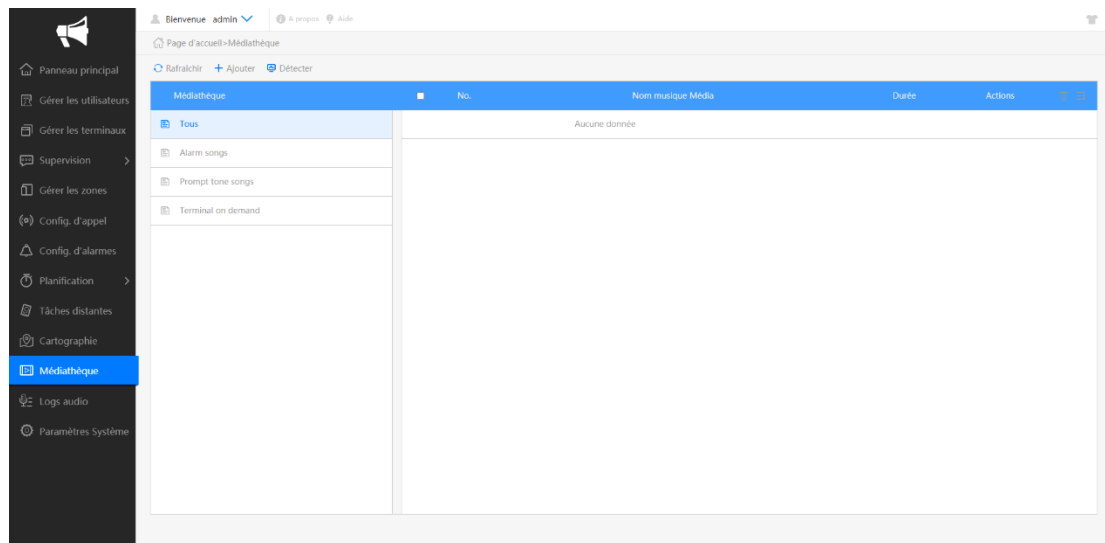 Bienvenue admin A propos Aide
Page d'accueil>Médiathèque
Rafraîchir Ajouter Détecter
Panneau principal
Gérer les utilisateurs
Gérer les terminaux
Supervision
Gérer les zones
Config. d'appel
Config. d'alarmes
Planification
Tâches distantes
Cartographie
Médiathèque
Logs audio
Paramètres Système
Médiathèque No. Nom musique Média Durée Actions
Tous
Alarm songs
Prompt tone songs
Terminal on demand
Aucune donnée